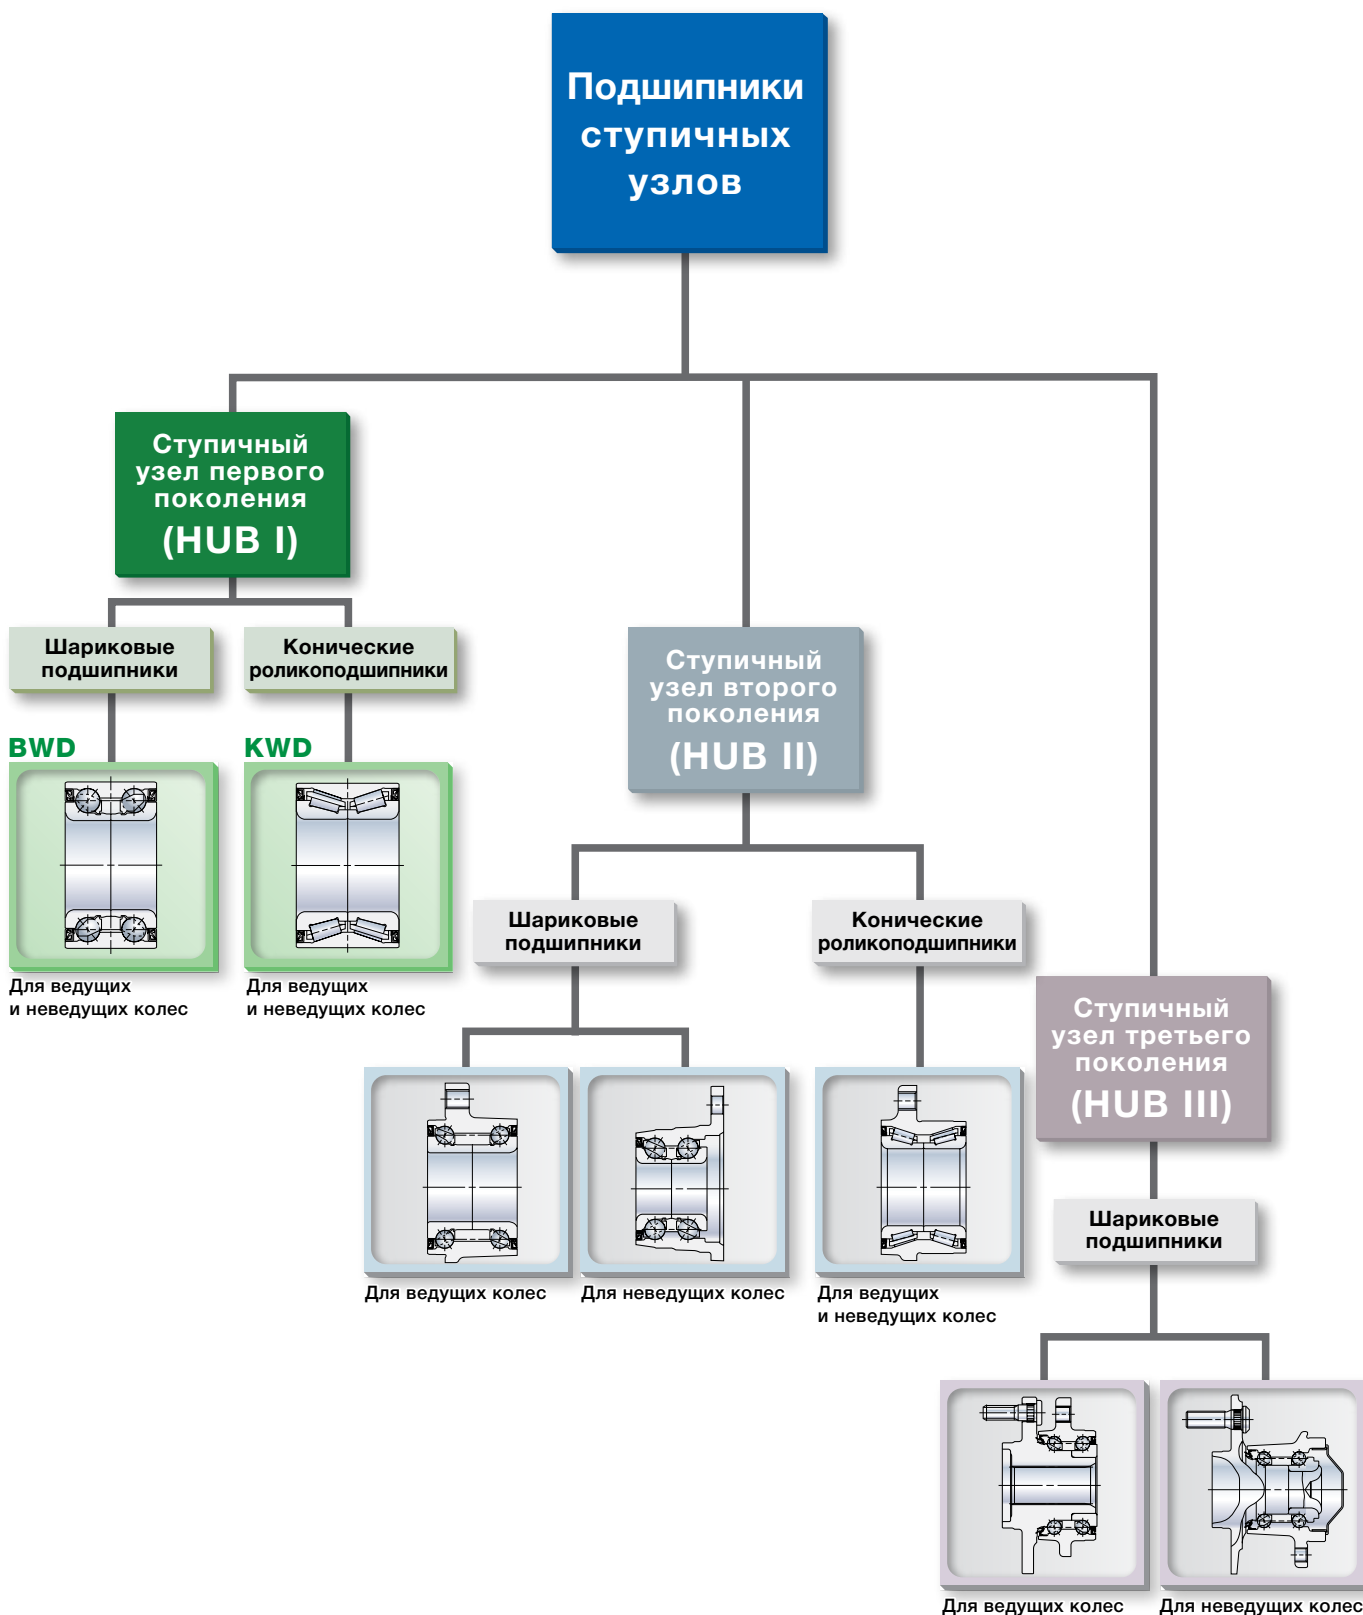 Подшипники
ступичных
узлов
Ступичный
узел первого
поколения
(HUB I)
Шариковые
подшипники
Конические
роликоподшипники
BWD
KWD
Для ведущих
и неведущих колес
Для ведущих
и неведущих колес
Ступичный
узел второго
поколения
(HUB II)
Шариковые
подшипники
Конические
роликоподшипники
Для ведущих колес
Для неведущих колес
Для ведущих
и неведущих колес
Ступичный
узел третьего
поколения
(HUB III)
Шариковые
подшипники
Для ведущих колес
Для неведущих колес